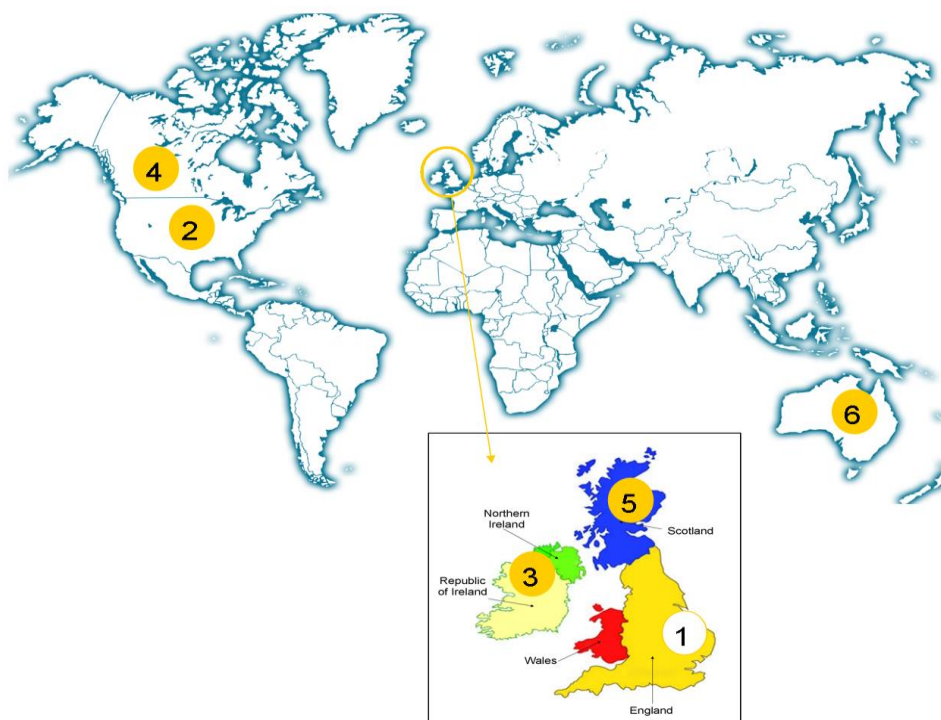 4
2
6
5
Northern
Ireland
Scotland
3
Republic
of Ireland
1
Wales
England